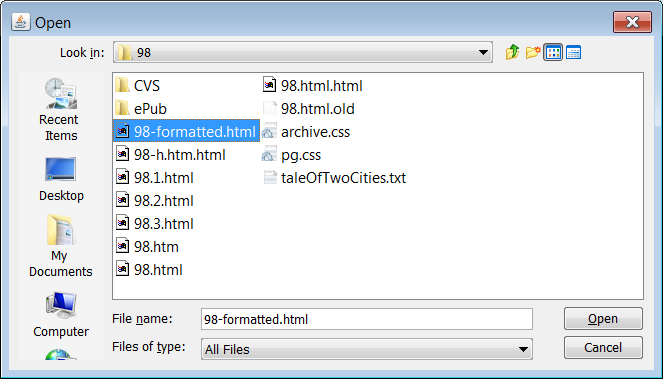 Open
Look in: 98
Recent
Items
Desktop
My
Documents
Computer
CVS
ePub
98-formatted.html
98-h.htm.html
98.1.html
98.2.html
98.3.html
98.htm
98.html
98.html.html
98.html.old
archive.css
pg.css
taleOfTwoCities.txt
File name: 98-formatted.html Open
Files of type: All Files Cancel